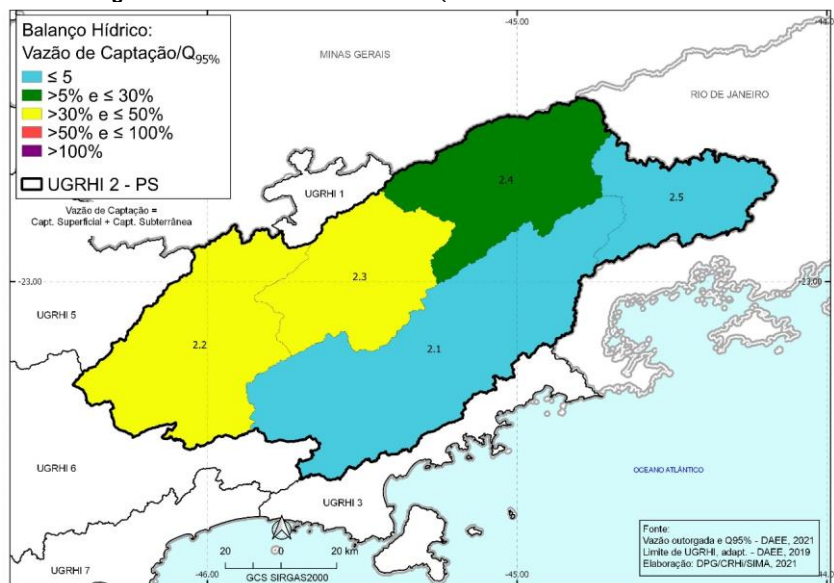 Balanço Hídrico:
Vazão de Captação/Q95%
≤ 5
>5% e ≤ 30%
>30% e ≤ 50%
>50% e ≤ 100%
>100%
UGRHI 2 - PS
Vazão de Captação =
Capt. Superficial + Capt. Subterrânea
-45.00
MINAS GERAIS
RIO DE JANEIRO
UGRHI 1
2.4
2.5
2.3
-23.00
-23.00
UGRHI 5
2.2
2.1
UGRHI 6
OCEANO ATLÂNTICO
UGRHI 3
UGRHI 7
20 0 20 km
-46.00
GCS SIRGAS2000
-45.00
Fonte:
Vazão outorgada e Q95% - DAEE, 2021
Limite de UGRHI, adapt. - DAEE, 2019
Elaboração: DPG/CRHi/SIMA, 2021